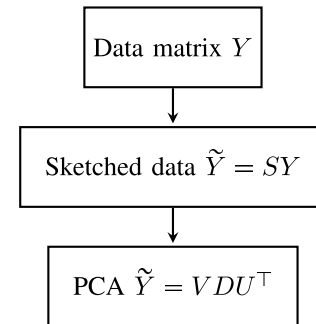 Data matrix Y
Sketched data Ỹ = SY
PCA Ỹ = VDU⊤